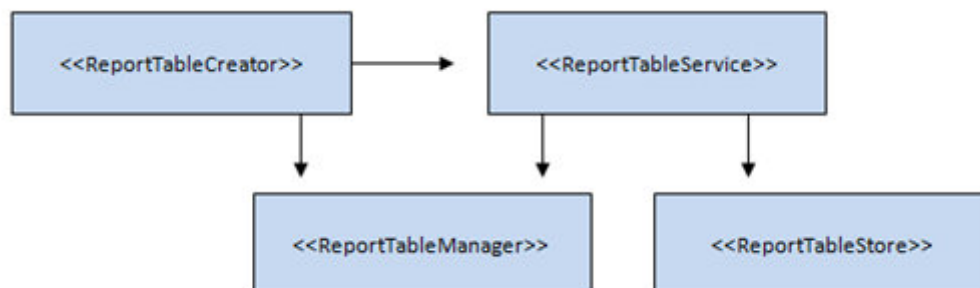 <<ReportTableCreator>>
<<ReportTableService>>
<<ReportTableManager>>
<<ReportTableStore>>